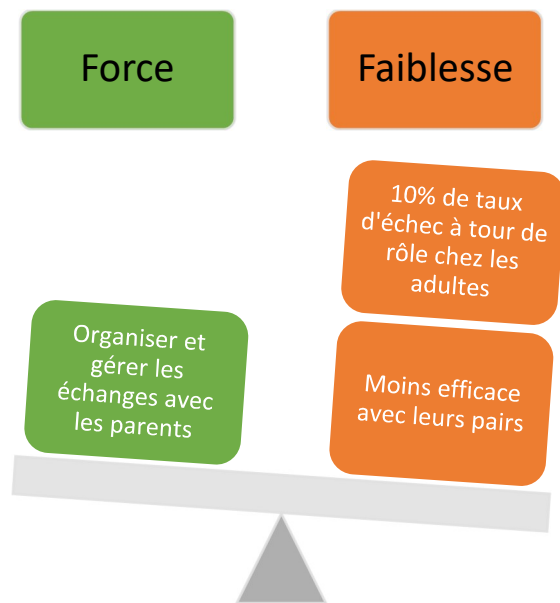 Force
Faiblesse
10% de taux
d'échec à tour de
rôle chez les
adultes
Organiser et
gérer les
échanges avec
les parents
Moins efficace
avec leurs pairs